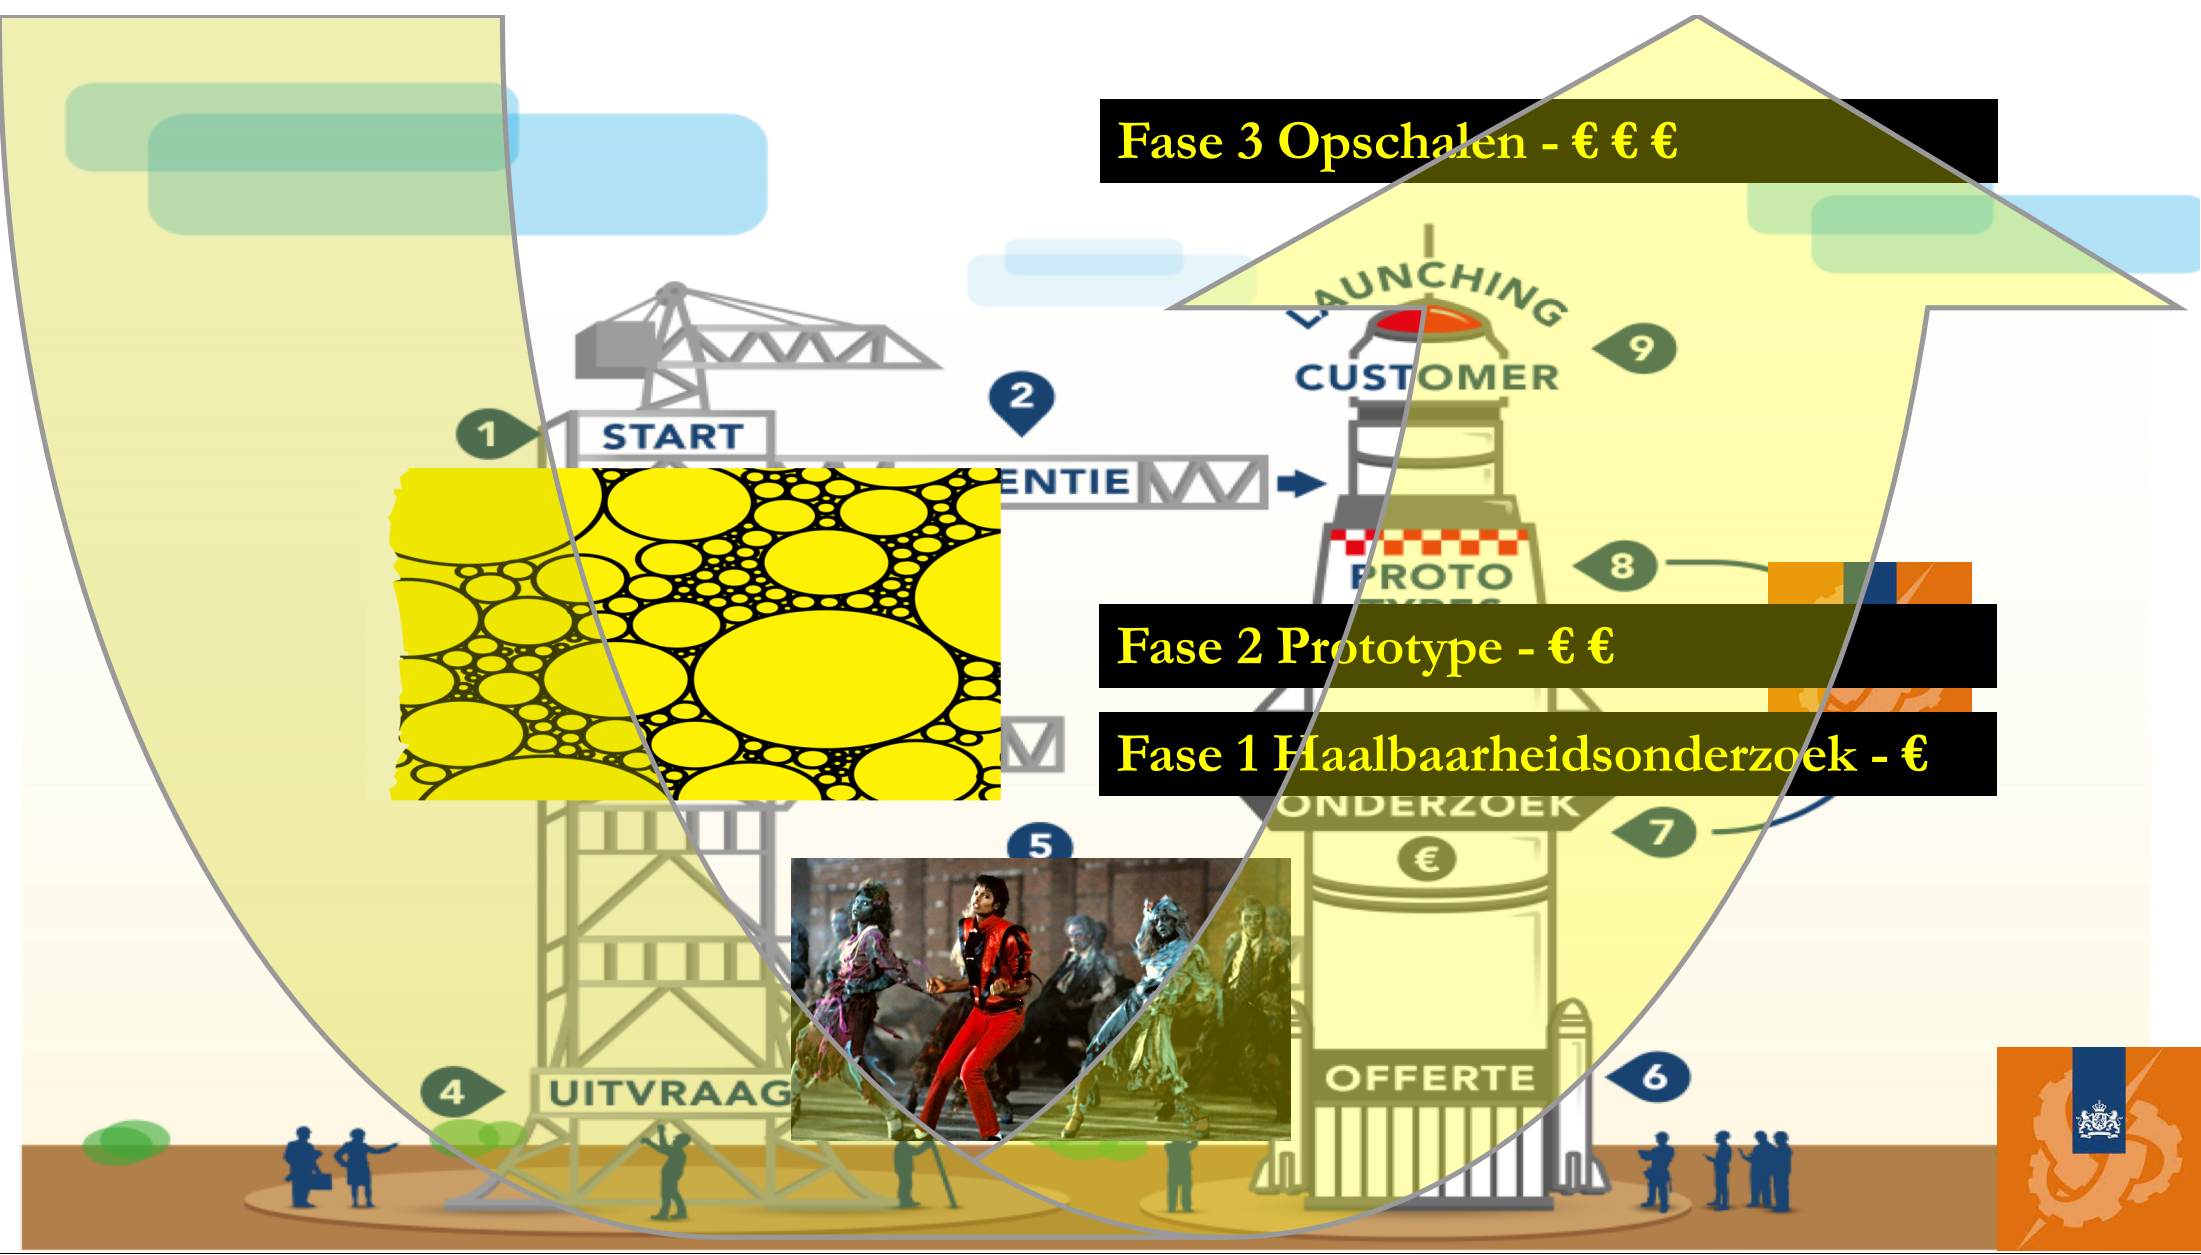 Fase 3 Opschalen - € € €
LAUNCHING
CUSTOMER
9
2
1
START
ENTIE
8
PROTO
TYPES
Fase 2 Prototype - € €
Fase 1 Haalbaarheidsonderzoek - €
ONDERZOEK
7
5
€
4
UITVRAAG
OFFERTE
6